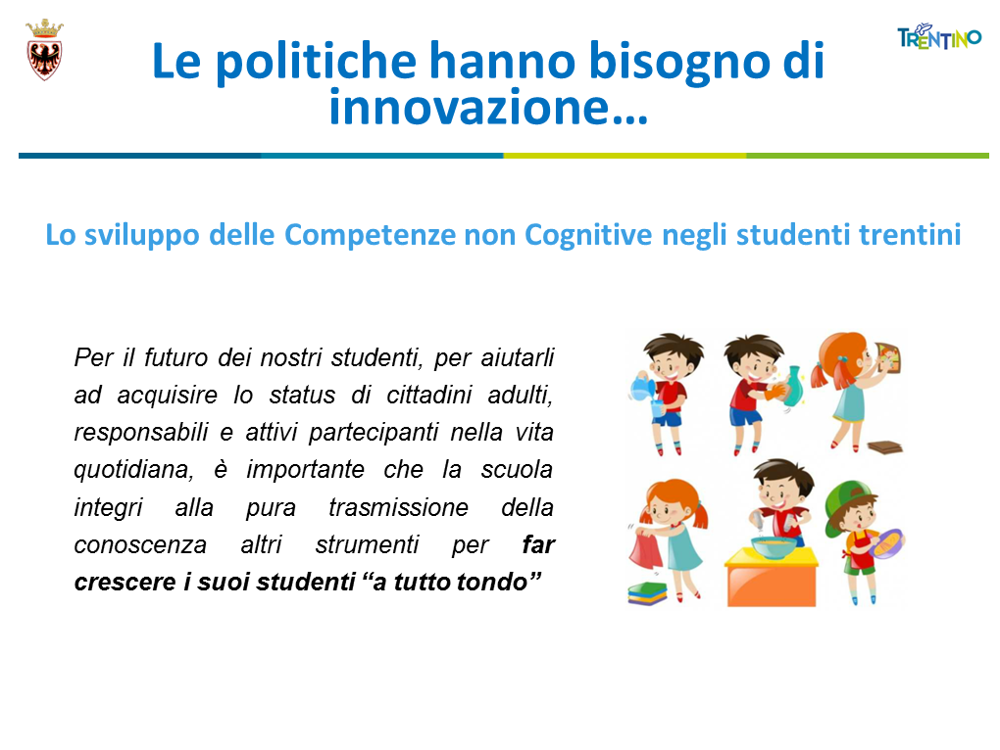 TRENTINO
Le politiche hanno bisogno di
innovazione…
Lo sviluppo delle Competenze non Cognitive negli studenti trentini
Per il futuro dei nostri studenti, per aiutarli
ad acquisire lo status di cittadini adulti,
responsabili e attivi partecipanti nella vita
quotidiana, è importante che la scuola
integri alla pura trasmissione della
conoscenza altri strumenti per far
crescere i suoi studenti “a tutto tondo”